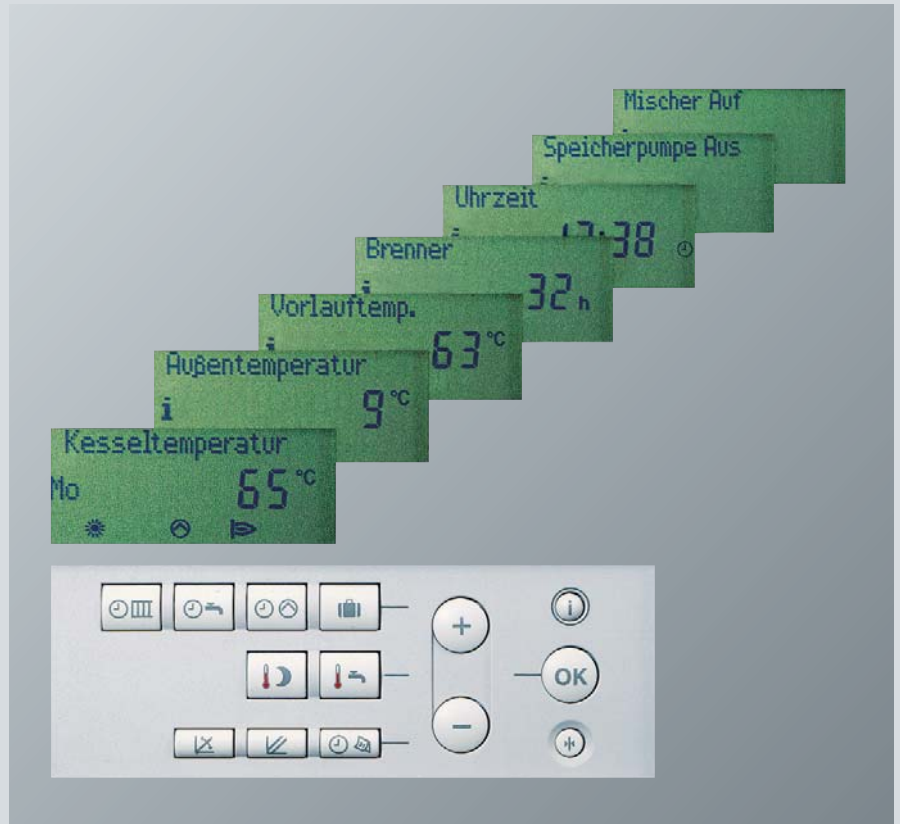 Mischer Auf
Speicherpumpe Aus
Uhrzeit
Brenner
i 32 h
Vorlauftemp.
i 63 °C
Außentemperatur
i 9 °C
Kesseltemperatur
Mo 65 °C
+ i
OK
−